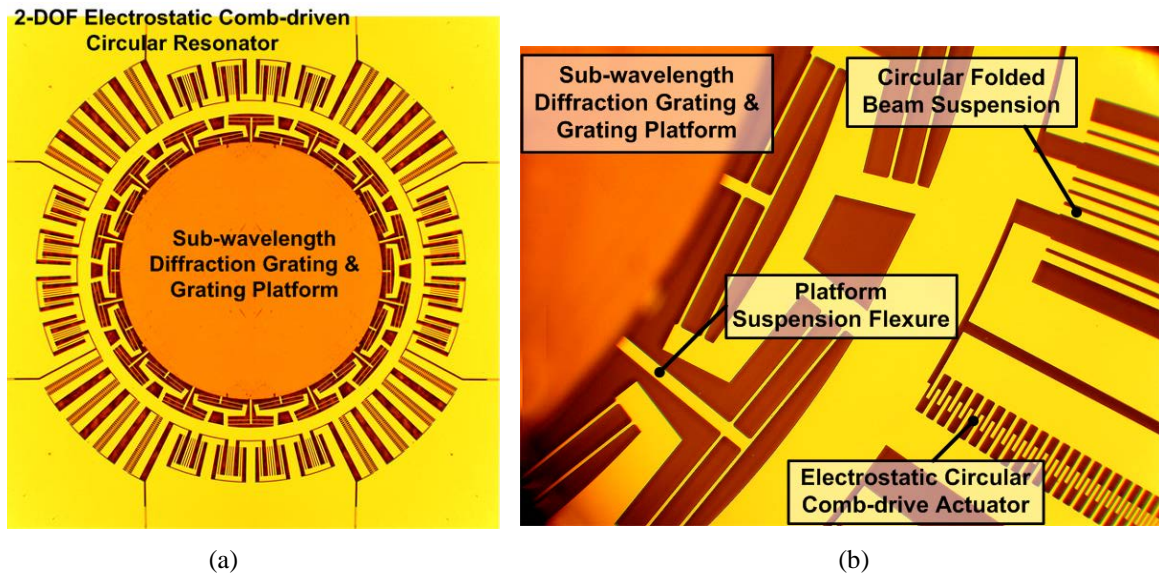 2-DOF Electrostatic Comb-driven
Circular Resonator
Sub-wavelength
Diffraction Grating &
Grating Platform
(a)
Sub-wavelength
Diffraction Grating &
Grating Platform
Circular Folded
Beam Suspension
Platform
Suspension Flexure
Electrostatic Circular
Comb-drive Actuator
(b)